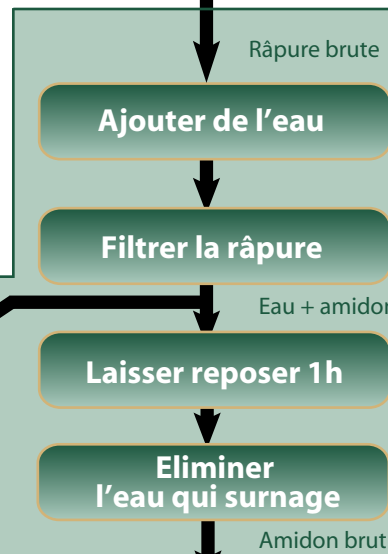 Râpure brute
Ajouter de l'eau
Filtrer la râpure
Eau + amidon
Laisser reposer 1h
Eliminer
l'eau qui surnage
Amidon brut